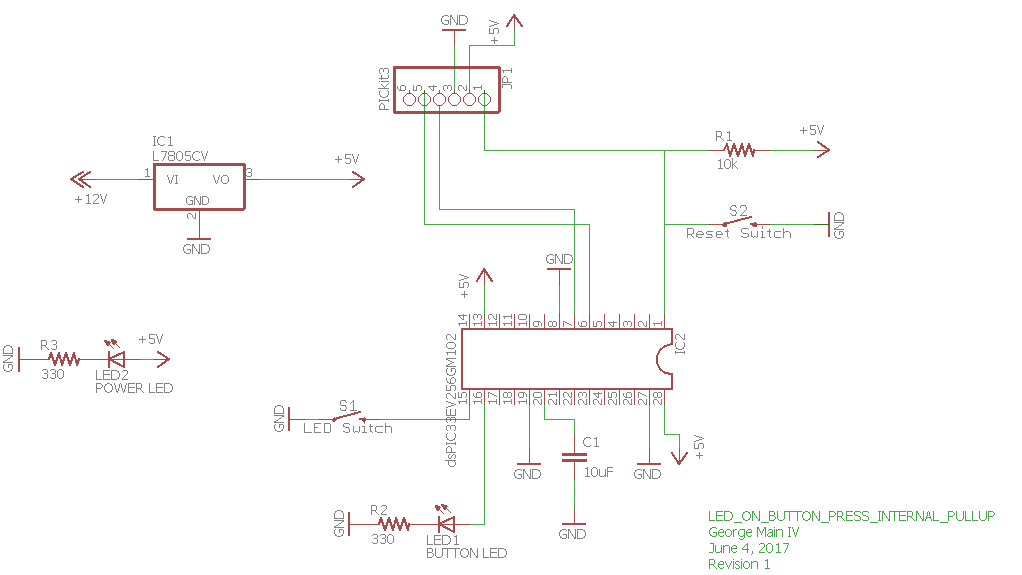 GND
+5V
PICkit3
6 5 4 3 2 1
JP1
IC1
L7805CV
1 VI VO 3
+5V
+12V
GND
2
GND
R1
+5V
10k
S2
Reset Switch
GND
GND
+5V
14 13 12 11 10 9 8 7 6 5 4 3 2 1
IC2
dsPIC33EV256GM102
15 16 17 18 19 20 21 22 23 24 25 26 27 28
R3
+5V
GND
330
LED2
POWER LED
S1
GND
LED Switch
C1
10uF
+5V
GND
GND
GND
R2
GND
330
LED1
BUTTON LED
LED_ON_BUTTON_PRESS_INTERNAL_PULLUP
George Main IV
June 4, 2017
Revision 1